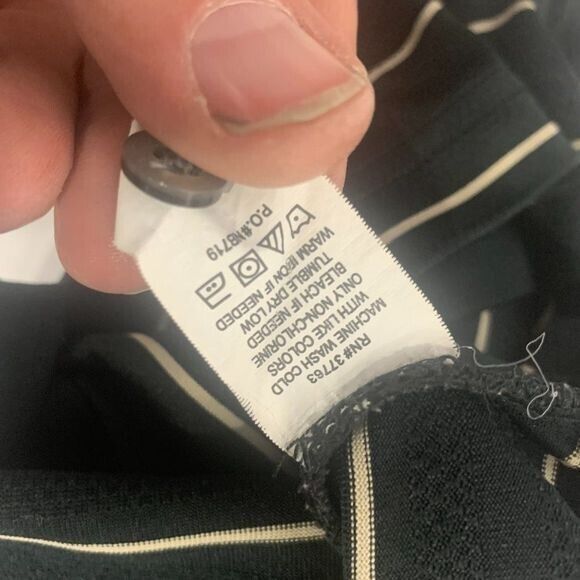 RN# 37763
MACHINE WASH COLD
WITH LIKE COLORS
ONLY NON-CHLORINE
BLEACH IF NEEDED
TUMBLE DRY LOW
WARM IRON IF NEEDED
P.O.#:18719